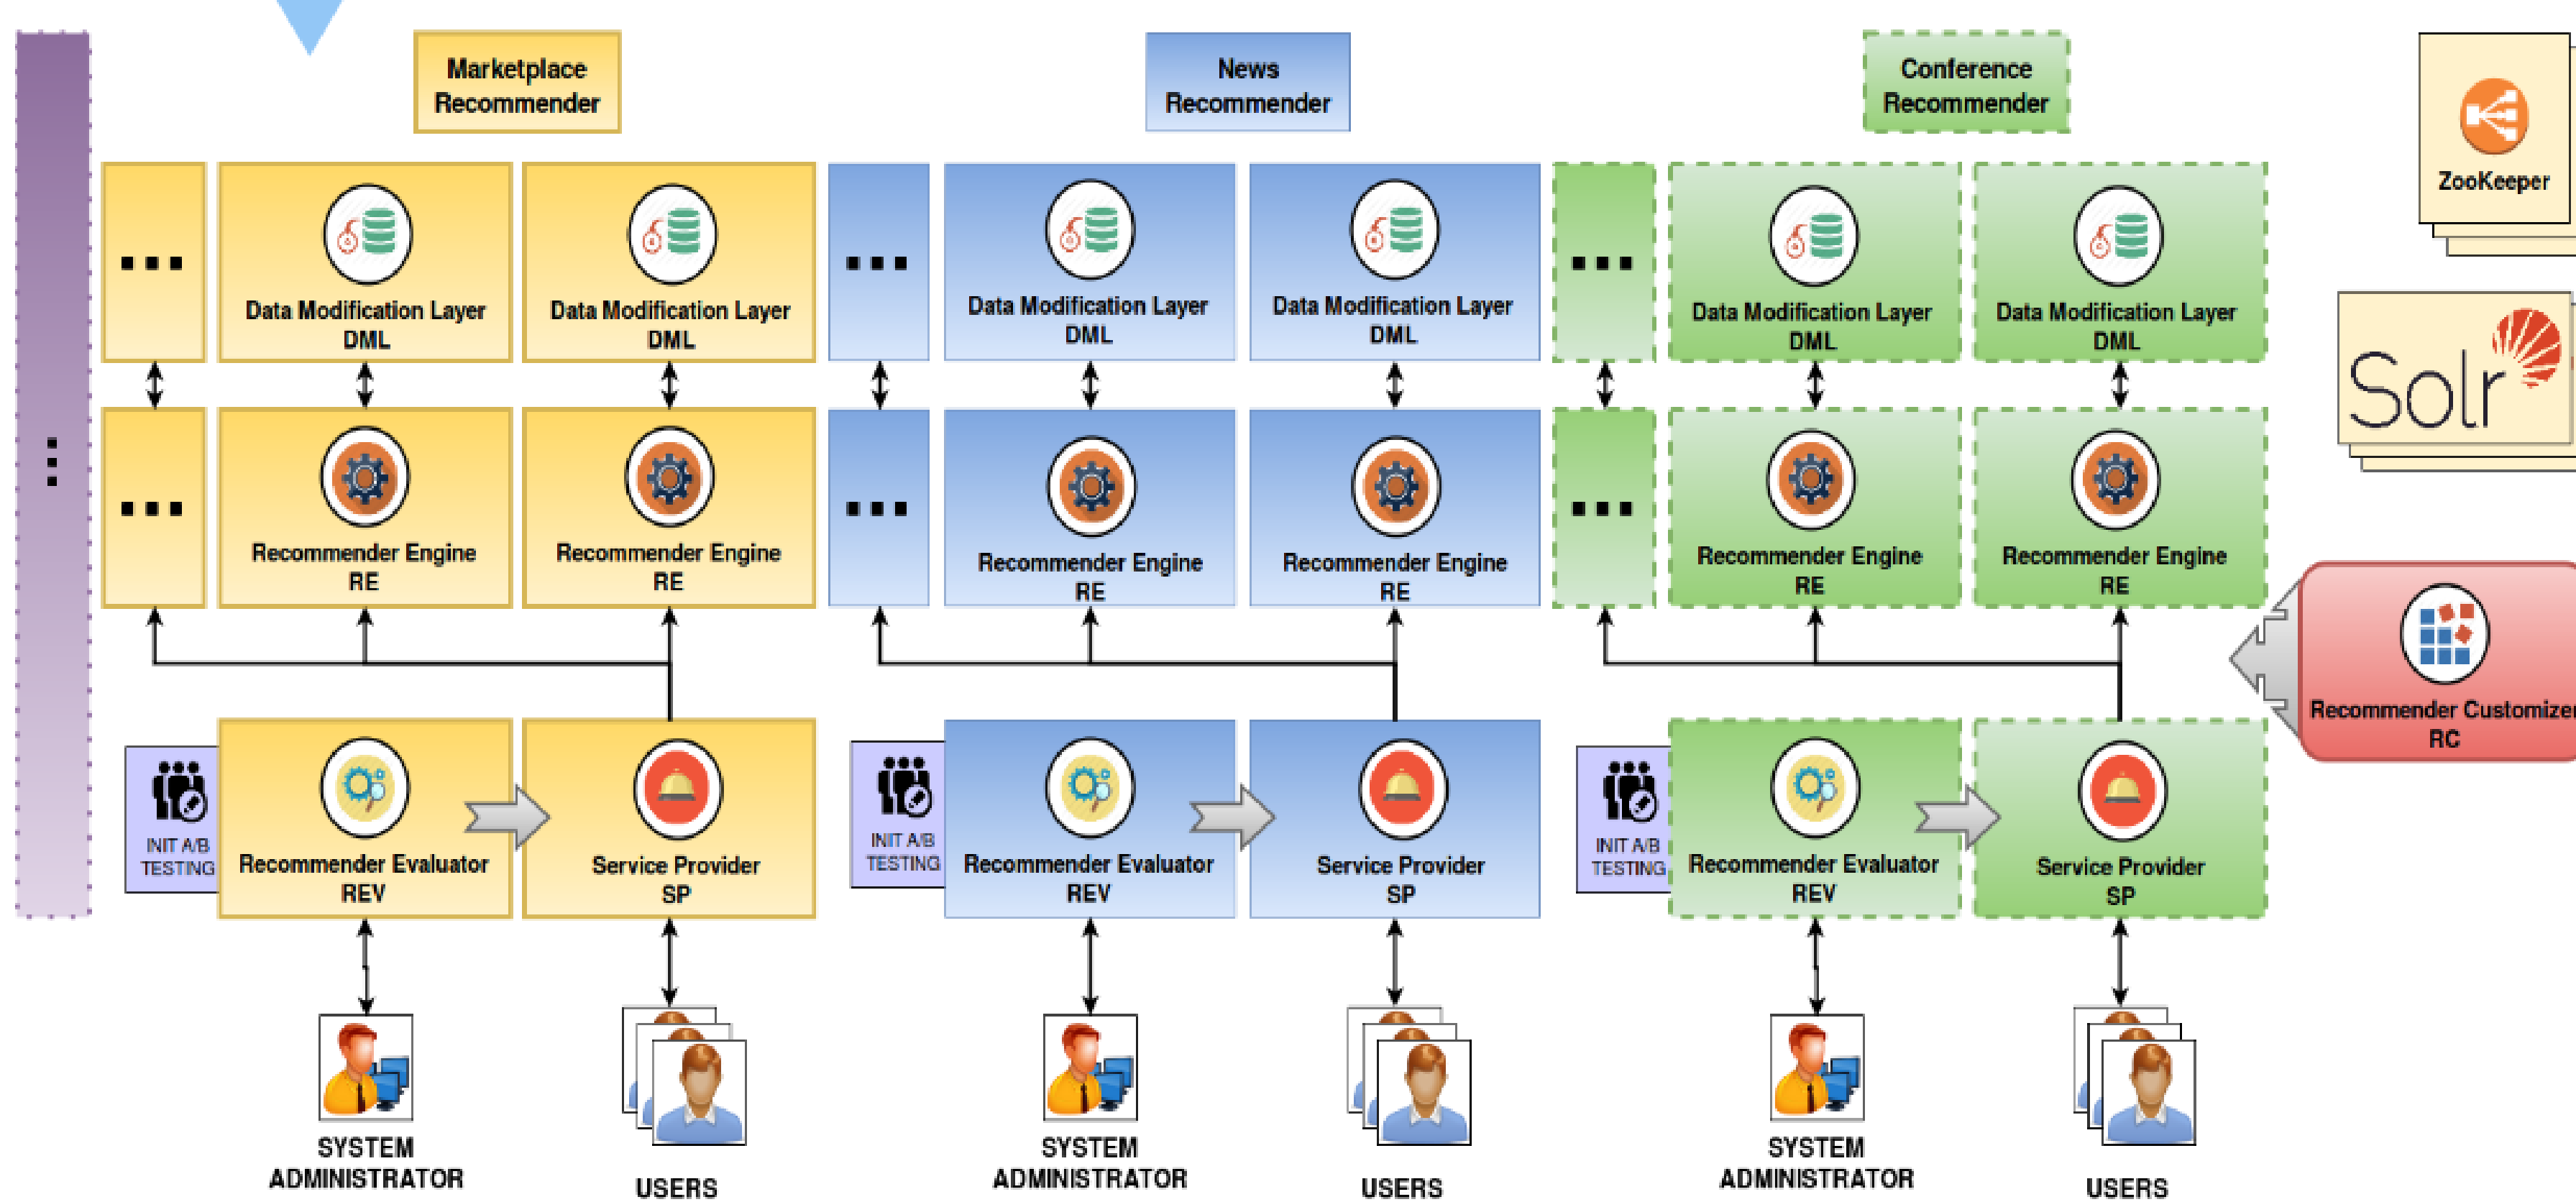 Marketplace
Recommender
News
Recommender
Conference
Recommender
ZooKeeper
...
Data Modification Layer
DML
Data Modification Layer
DML
...
Data Modification Layer
DML
Data Modification Layer
DML
...
Data Modification Layer
DML
Data Modification Layer
DML
Solr
...
...
Recommender Engine
RE
Recommender Engine
RE
...
Recommender Engine
RE
Recommender Engine
RE
...
Recommender Engine
RE
Recommender Engine
RE
Recommender Customizer
RC
INIT A/B
TESTING
Recommender Evaluator
REV
Service Provider
SP
INIT A/B
TESTING
Recommender Evaluator
REV
Service Provider
SP
INIT A/B
TESTING
Recommender Evaluator
REV
Service Provider
SP
SYSTEM
ADMINISTRATOR
USERS
SYSTEM
ADMINISTRATOR
USERS
SYSTEM
ADMINISTRATOR
USERS